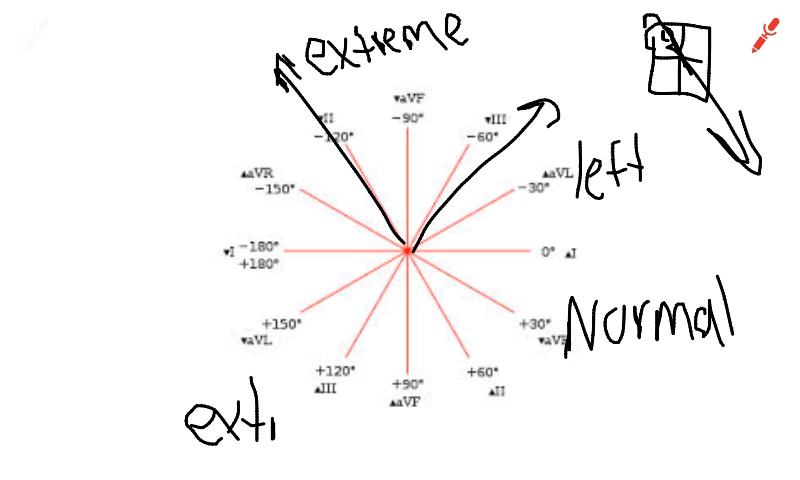 extreme
▼aVF
-90°
▼II
-120°
▼III
-60°
▲aVR
-150°
▲aVL
-30°
left
▼I
-180°
+180°
0° ▲I
+150°
▼aVL
+30°
▼aVR
Normal
+120°
▲III
+90°
▲aVF
+60°
▲II
exti